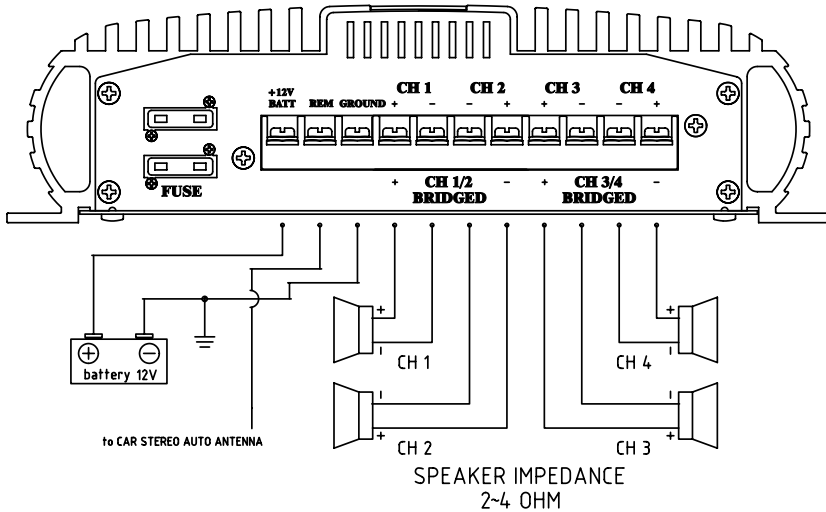 CH 1 CH 2 CH 3 CH 4
+12V
BATT REM GROUND + - - + + - - +
FUSE
+ CH 1/2 - + CH 3/4 -
BRIDGED BRIDGED
+ -
battery 12V
to CAR STEREO AUTO ANTENNA
+ +
- -
CH 1 CH 4
- -
+ +
CH 2 CH 3
SPEAKER IMPEDANCE
2~4 OHM